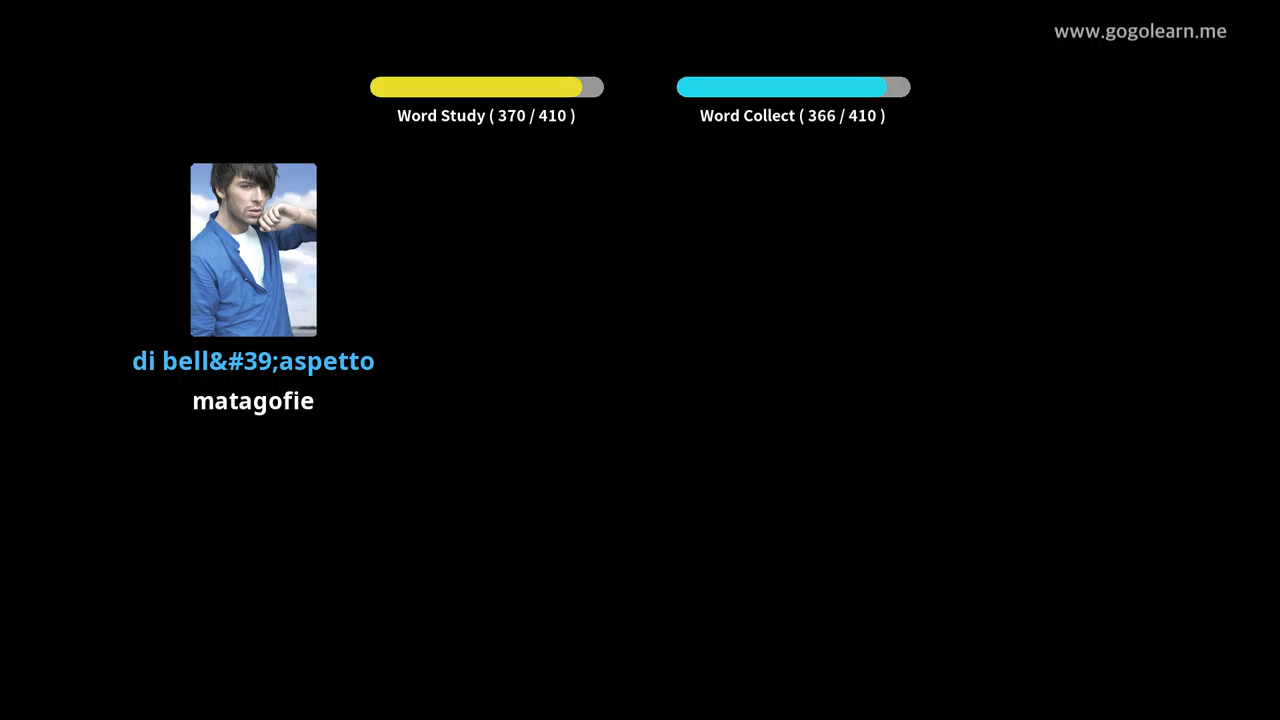 www.gogolearn.me
Word Study ( 370 / 410 )
Word Collect ( 366 / 410 )
di bell&#39;aspetto
matagofie